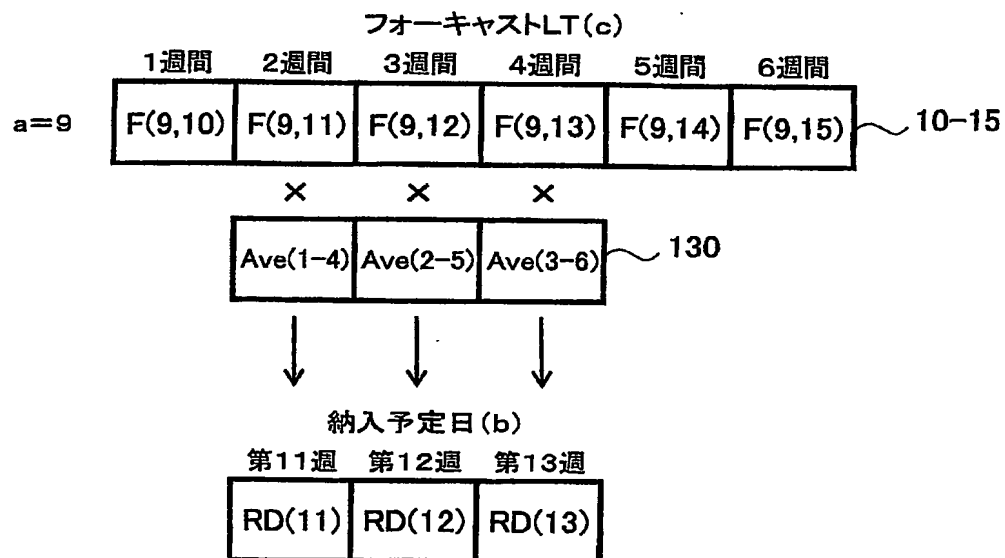 フォーキャストLT(c)
1週間 2週間 3週間 4週間 5週間 6週間
a=9 F(9,10) F(9,11) F(9,12) F(9,13) F(9,14) F(9,15) 10-15
× × ×
Ave(1-4) Ave(2-5) Ave(3-6) 130
納入予定日(b)
第11週 第12週 第13週
RD(11) RD(12) RD(13)